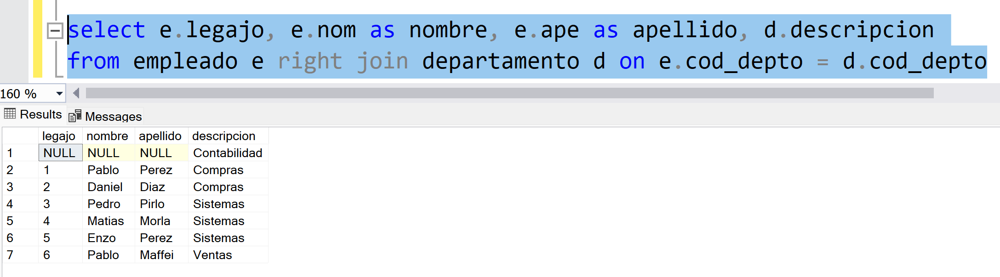 select e.legajo, e.nom as nombre, e.ape as apellido, d.descripcion
from empleado e right join departamento d on e.cod_depto = d.cod_depto
160 %
Results Messages
legajo nombre apellido descripcion
1 NULL NULL NULL Contabilidad
2 1 Pablo Perez Compras
3 2 Daniel Diaz Compras
4 3 Pedro Pirlo Sistemas
5 4 Matias Morla Sistemas
6 5 Enzo Perez Sistemas
7 6 Pablo Maffei Ventas